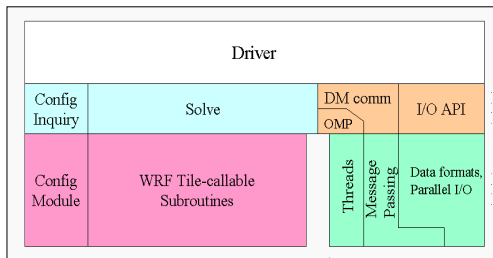 Driver
Config
Inquiry
Solve
DM comm
OMP
I/O API
Config
Module
WRF Tile-callable
Subroutines
Threads
Message
Passing
Data formats,
Parallel I/O